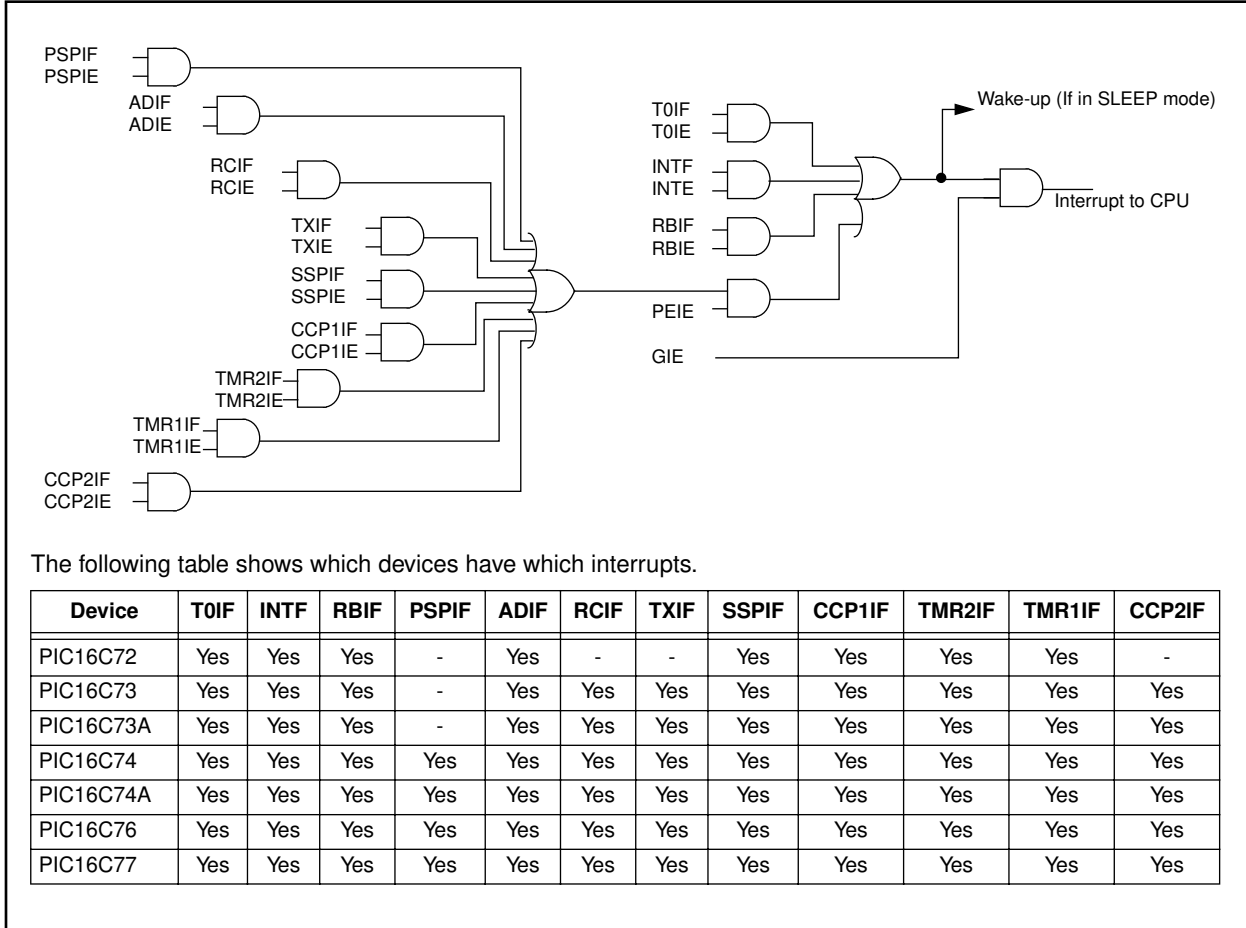 PSPIF
PSPIE
ADIF
ADIE
RCIF
RCIE
TXIF
TXIE
SSPIF
SSPIE
CCP1IF
CCP1IE
TMR2IF
TMR2IE
TMR1IF
TMR1IE
CCP2IF
CCP2IE
T0IF
T0IE
INTF
INTE
RBIF
RBIE
PEIE
GIE
Wake-up (If in SLEEP mode)
Interrupt to CPU
The following table shows which devices have which interrupts.
Device T0IF INTF RBIF PSPIF ADIF RCIF TXIF SSPIF CCP1IF TMR2IF TMR1IF CCP2IF
PIC16C72 Yes Yes Yes - Yes - - Yes Yes Yes Yes -
PIC16C73 Yes Yes Yes - Yes Yes Yes Yes Yes Yes Yes Yes
PIC16C73A Yes Yes Yes - Yes Yes Yes Yes Yes Yes Yes Yes
PIC16C74 Yes Yes Yes Yes Yes Yes Yes Yes Yes Yes Yes Yes
PIC16C74A Yes Yes Yes Yes Yes Yes Yes Yes Yes Yes Yes Yes
PIC16C76 Yes Yes Yes Yes Yes Yes Yes Yes Yes Yes Yes Yes
PIC16C77 Yes Yes Yes Yes Yes Yes Yes Yes Yes Yes Yes Yes